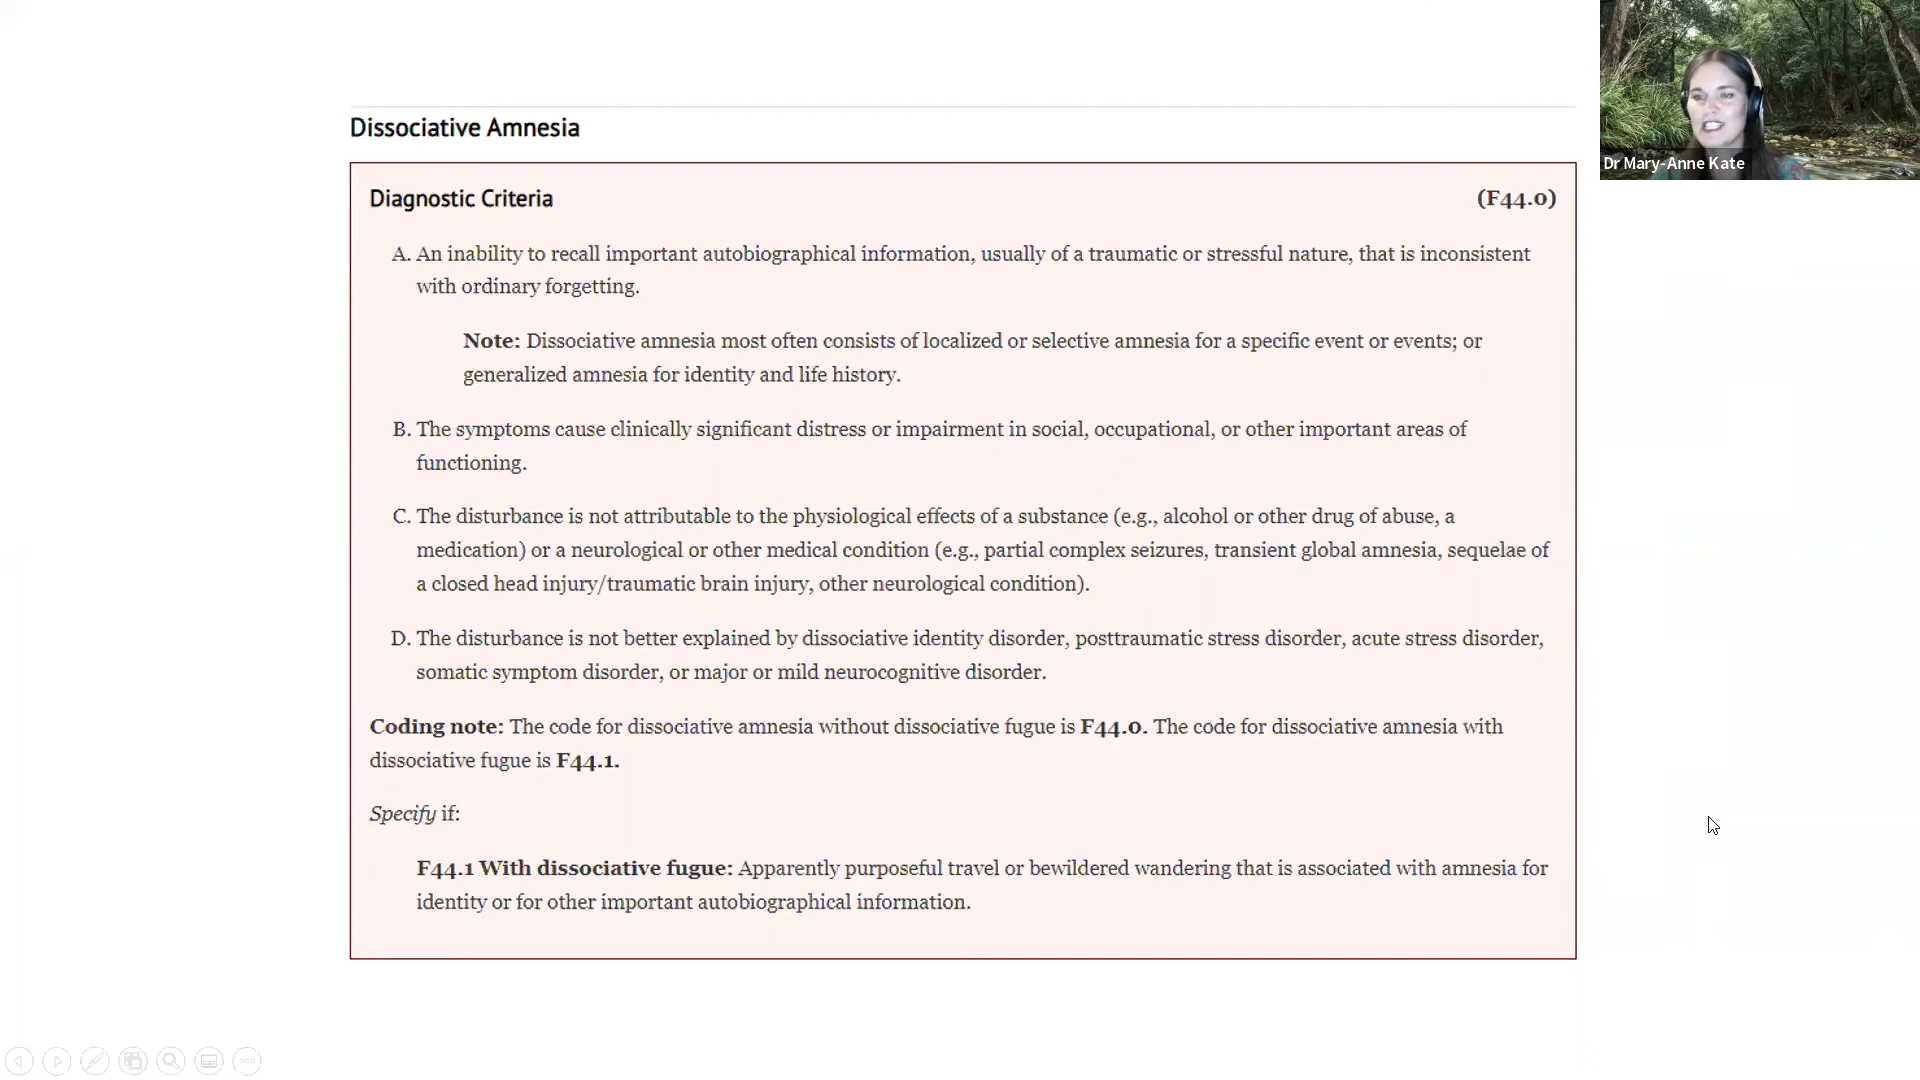 Dissociative Amnesia
Diagnostic Criteria (F44.0)
A. An inability to recall important autobiographical information, usually of a traumatic or stressful nature, that is inconsistent
with ordinary forgetting.
Note: Dissociative amnesia most often consists of localized or selective amnesia for a specific event or events; or
generalized amnesia for identity and life history.
B. The symptoms cause clinically significant distress or impairment in social, occupational, or other important areas of
functioning.
C. The disturbance is not attributable to the physiological effects of a substance (e.g., alcohol or other drug of abuse, a
medication) or a neurological or other medical condition (e.g., partial complex seizures, transient global amnesia, sequelae of
a closed head injury/traumatic brain injury, other neurological condition).
D. The disturbance is not better explained by dissociative identity disorder, posttraumatic stress disorder, acute stress disorder,
somatic symptom disorder, or major or mild neurocognitive disorder.
Coding note: The code for dissociative amnesia without dissociative fugue is F44.0. The code for dissociative amnesia with
dissociative fugue is F44.1.
Specify if:
F44.1 With dissociative fugue: Apparently purposeful travel or bewildered wandering that is associated with amnesia for
identity or for other important autobiographical information.
Dr Mary-Anne Kate